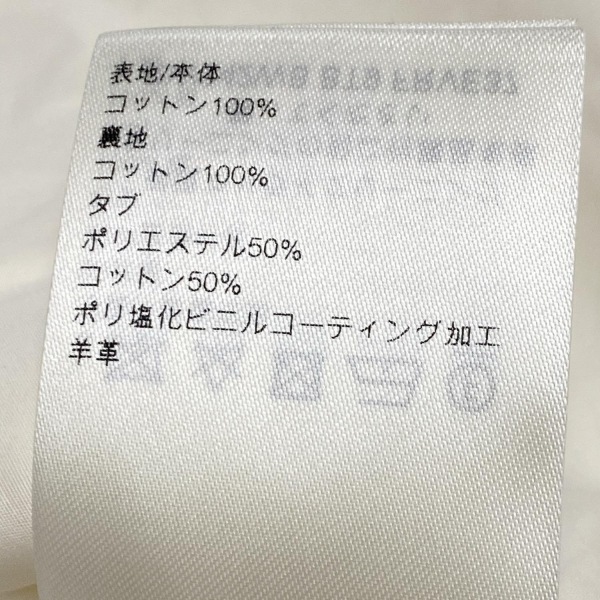 表地/本体
コットン100%
裏地
コットン100%
タブ
ポリエステル50%
コットン50%
ポリ塩化ビニルコーティング加工
羊革